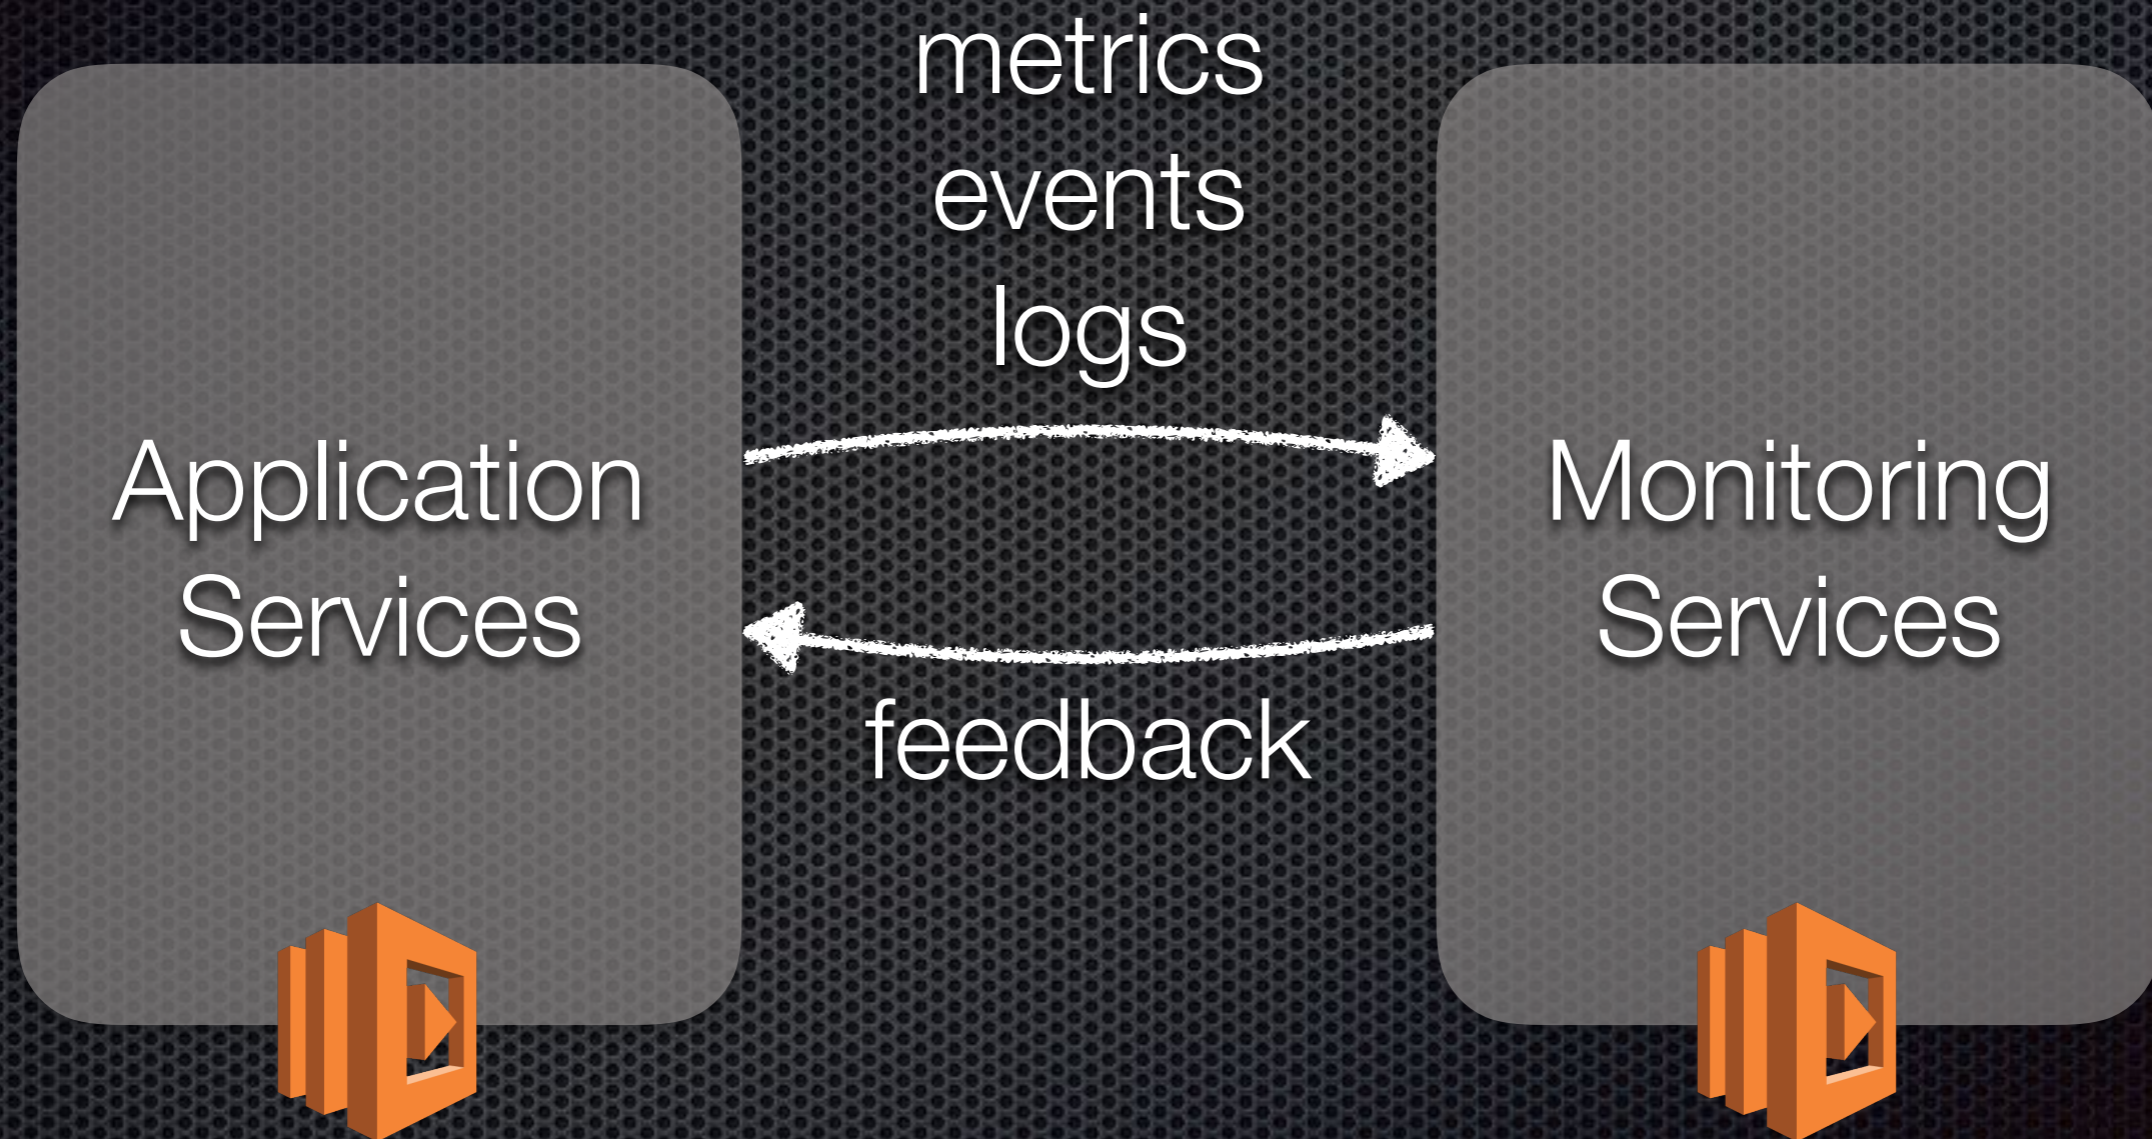 metrics
events
logs
Application
Services
Monitoring
Services
feedback